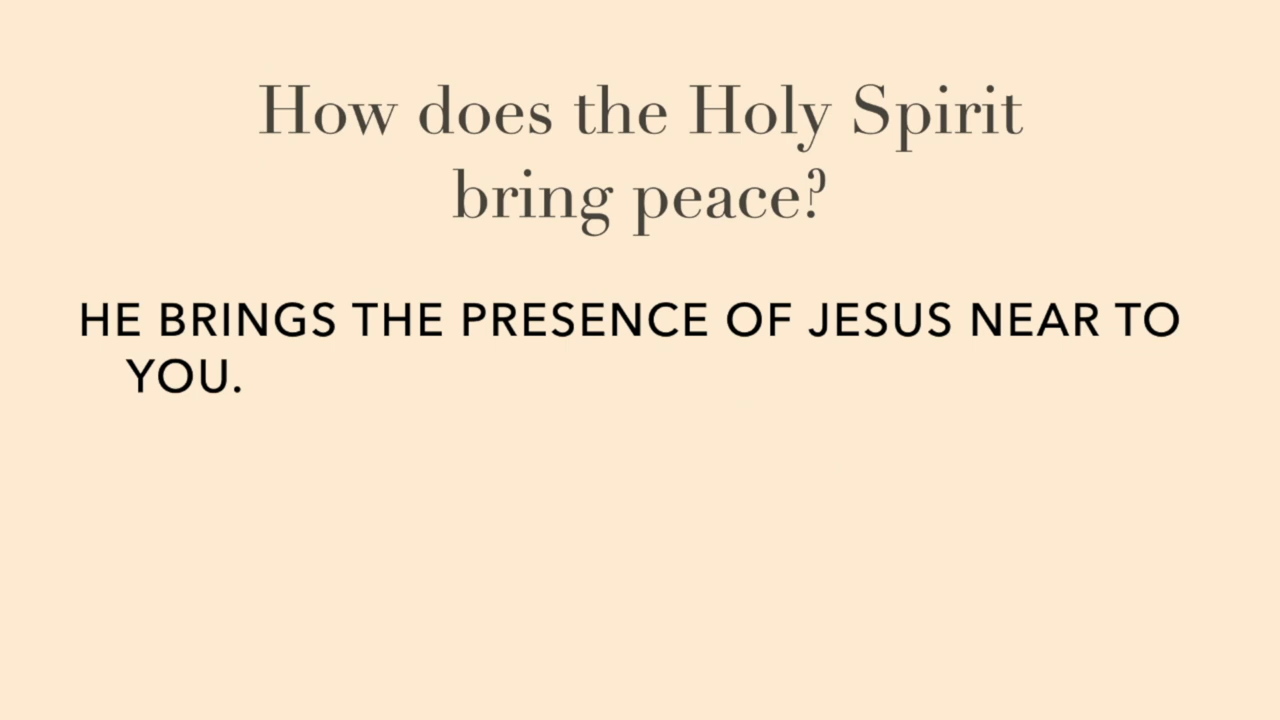 How does the Holy Spirit
bring peace?
HE BRINGS THE PRESENCE OF JESUS NEAR TO
YOU.